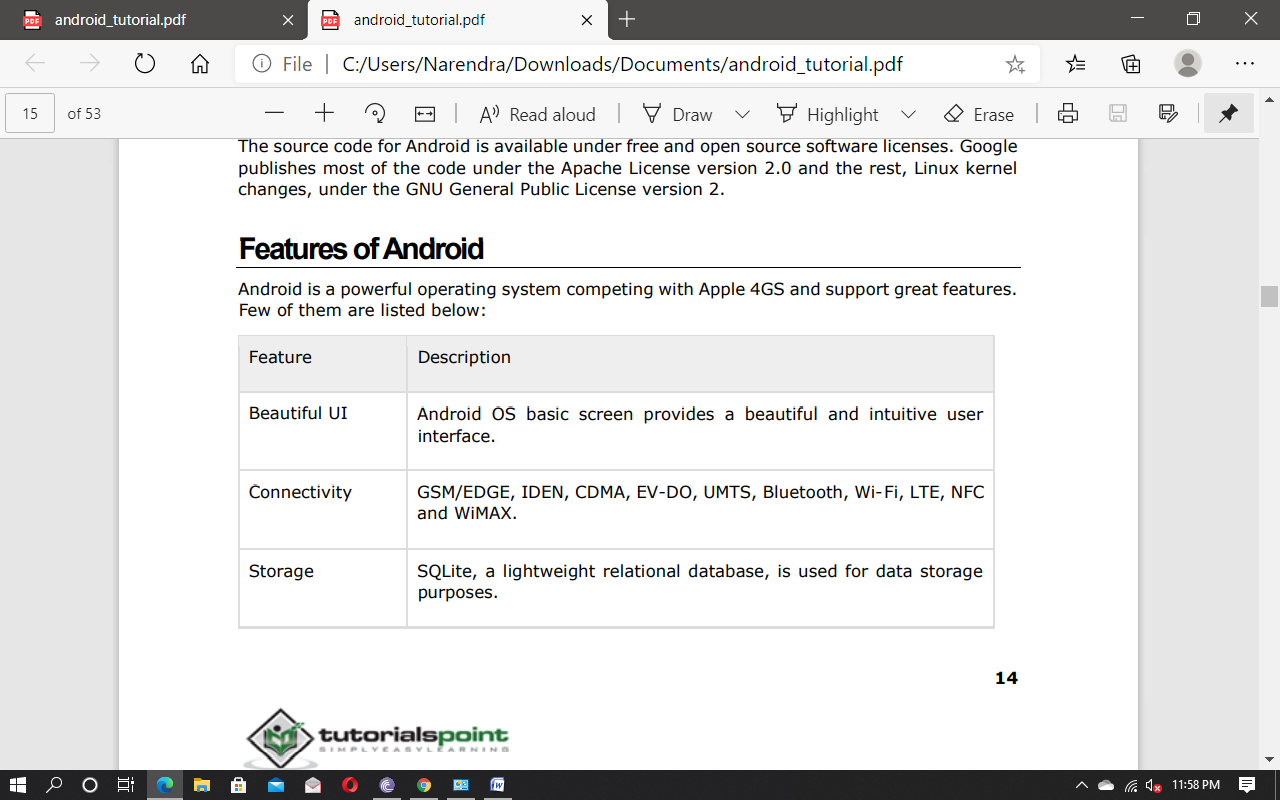 android_tutorial.pdf
android_tutorial.pdf
File
C:/Users/Narendra/Downloads/Documents/android_tutorial.pdf
15 of 53
Read aloud
Draw
Highlight
Erase
The source code for Android is available under free and open source software licenses. Google
publishes most of the code under the Apache License version 2.0 and the rest, Linux kernel
changes, under the GNU General Public License version 2.
Features of Android
Android is a powerful operating system competing with Apple 4GS and support great features.
Few of them are listed below:
Feature Description
Beautiful UI Android OS basic screen provides a beautiful and intuitive user
interface.
Connectivity GSM/EDGE, IDEN, CDMA, EV-DO, UMTS, Bluetooth, Wi-Fi, LTE, NFC
and WiMAX.
Storage SQLite, a lightweight relational database, is used for data storage
purposes.
14
tutorialspoint
SIMPLYEASYLEARNING
11:58 PM